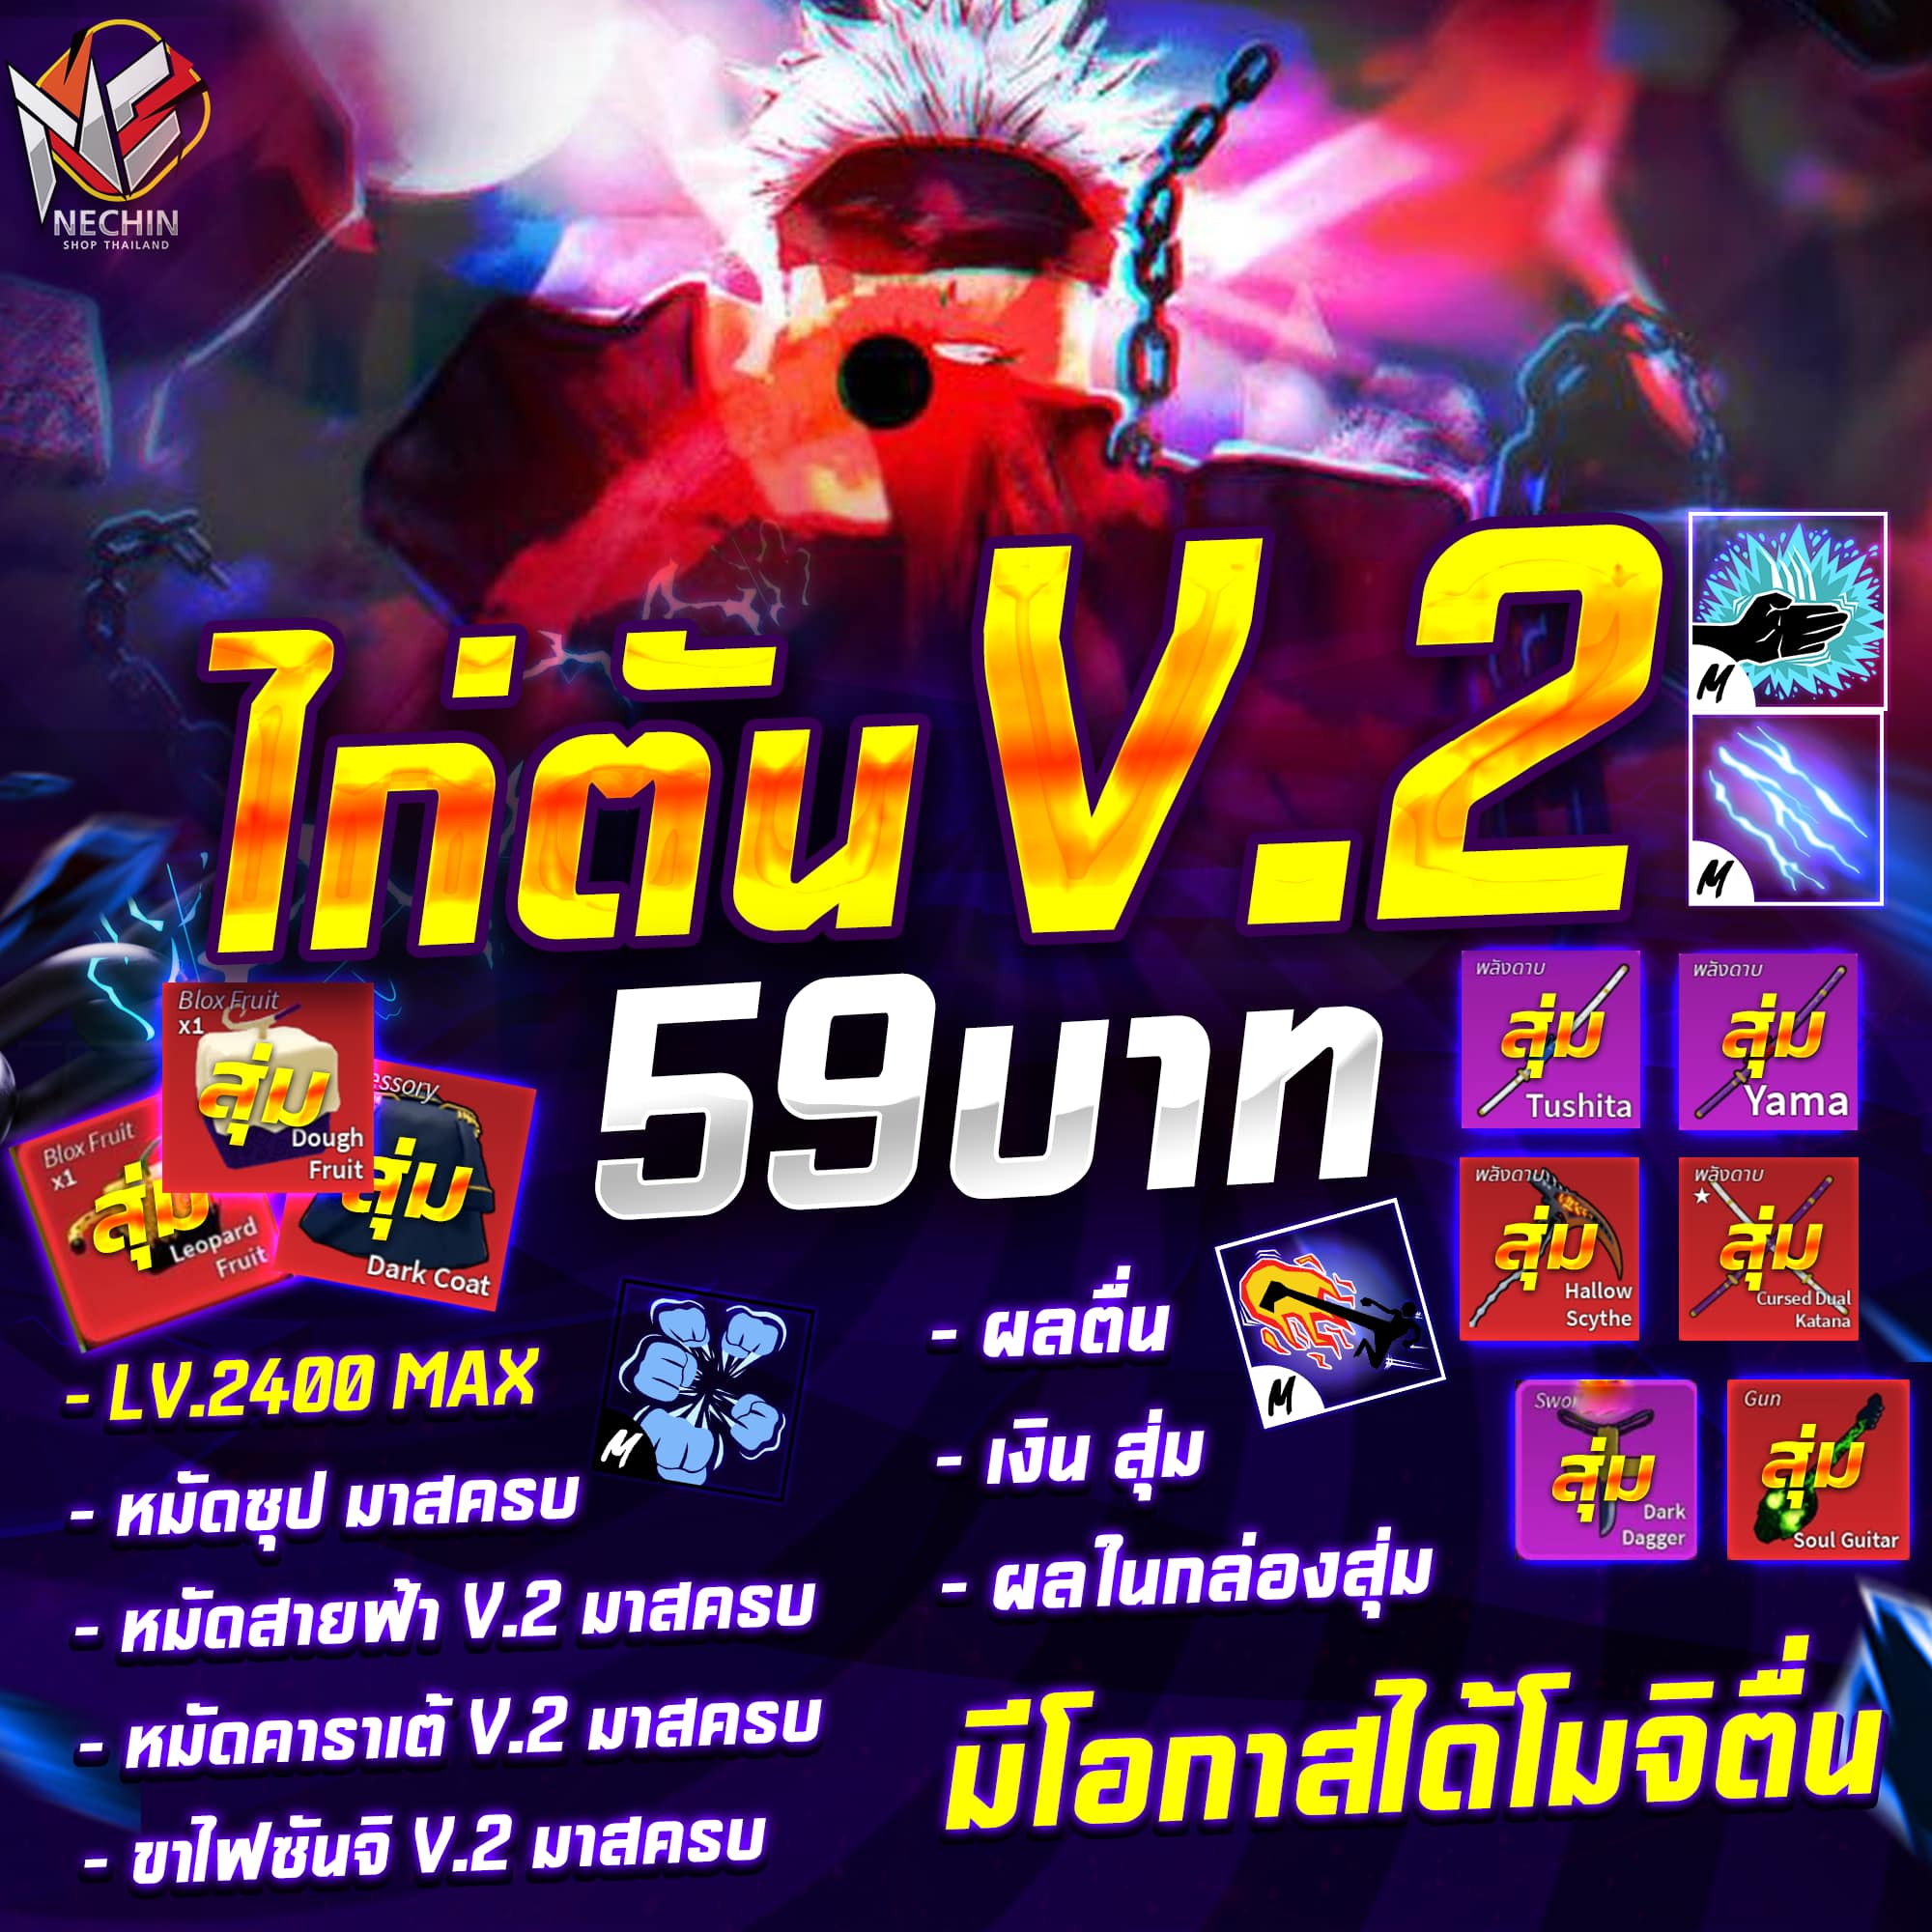 NECHIN
SHOP THAILAND
ไก่ตัน V.2
M
M
59บาท
Blox Fruit
x1
สุ่ม
Dough
Fruit
Blox Fruit
x1
สุ่ม
Leopard
Fruit
essory
สุ่ม
Dark Coat
พลังดาบ
สุ่ม
Tushita
พลังดาบ
สุ่ม
Yama
พลังดาบ
สุ่ม
Hallow
Scythe
พลังดาบ
สุ่ม
Cursed Dual
Katana
Swor
สุ่ม
Dark
Dagger
Gun
สุ่ม
Soul Guitar
- LV.2400 MAX
- หมัดซุป มาสครบ
M
- หมัดสายฟ้า V.2 มาสครบ
- หมัดคาราเต้ V.2 มาสครบ
- ขาไฟซันจิ V.2 มาสครบ
- ผลตื่น
M
- เงิน สุ่ม
- ผลในกล่องสุ่ม
มีโอกาสได้โมจิตื่น